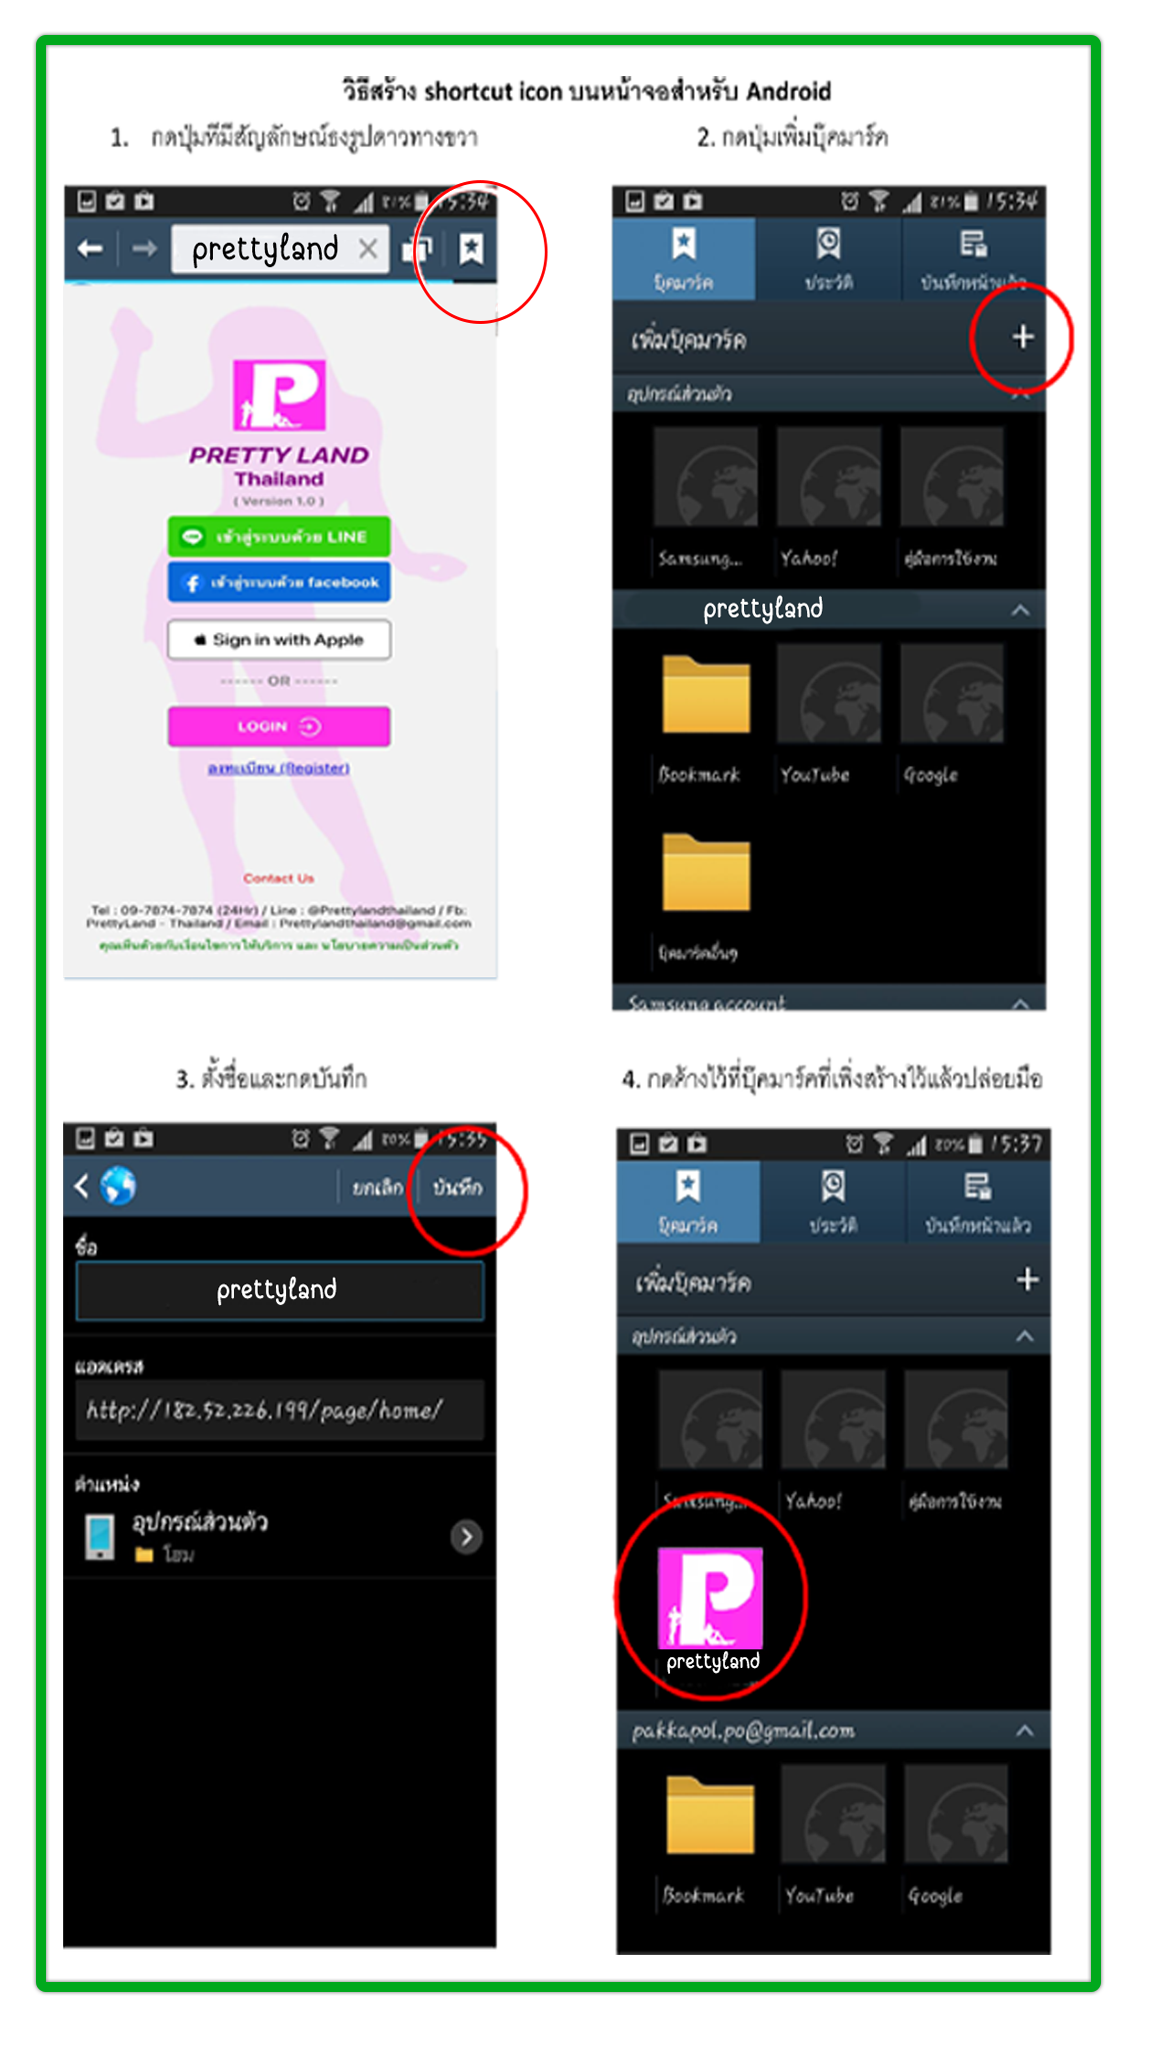 วิธีสร้าง shortcut icon บนหน้าจอสำหรับ Android
1. กดปุ่มที่มีสัญลักษณ์ธงรูปดาวทางขวา
81% 15:34
prettyland
P
PRETTY LAND
Thailand
( Version 1.0 )
เข้าสู่ระบบด้วย LINE
เข้าสู่ระบบด้วย facebook
Sign in with Apple
------ OR ------
LOGIN
ลงทะเบียน (Register)
Contact Us
Tel : 09-7874-7874 (24Hr) / Line : @Prettylandthailand / Fb:
PrettyLand - Thailand / Email : Prettylandthailand@gmail.com
คุณเห็นด้วยกับเงื่อนไขการให้บริการ และ นโยบายความเป็นส่วนตัว
2. กดปุ่มเพิ่มบุ๊คมาร์ค
81% 15:34
บุ๊คมาร์ค ประวัติ บันทึกหน้าแล้ว
เพิ่มบุ๊คมาร์ค +
อุปกรณ์ส่วนตัว
Samsung... Yahoo! คู่มือการใช้งาน
prettyland
Bookmark YouTube Google
บุ๊คมาร์คอื่นๆ
Samsung account
3. ตั้งชื่อและกดบันทึก
80% 15:35
ยกเลิก บันทึก
ชื่อ
prettyland
แอดเดรส
http://182.52.226.199/page/home/
ตำแหน่ง
อุปกรณ์ส่วนตัว
โฮม
4. กดค้างไว้ที่บุ๊คมาร์คที่เพิ่งสร้างไว้แล้วปล่อยมือ
80% 15:37
บุ๊คมาร์ค ประวัติ บันทึกหน้าแล้ว
เพิ่มบุ๊คมาร์ค +
อุปกรณ์ส่วนตัว
Samsung... Yahoo! คู่มือการใช้งาน
P
prettyland
pakkapol.po@gmail.com
Bookmark YouTube Google